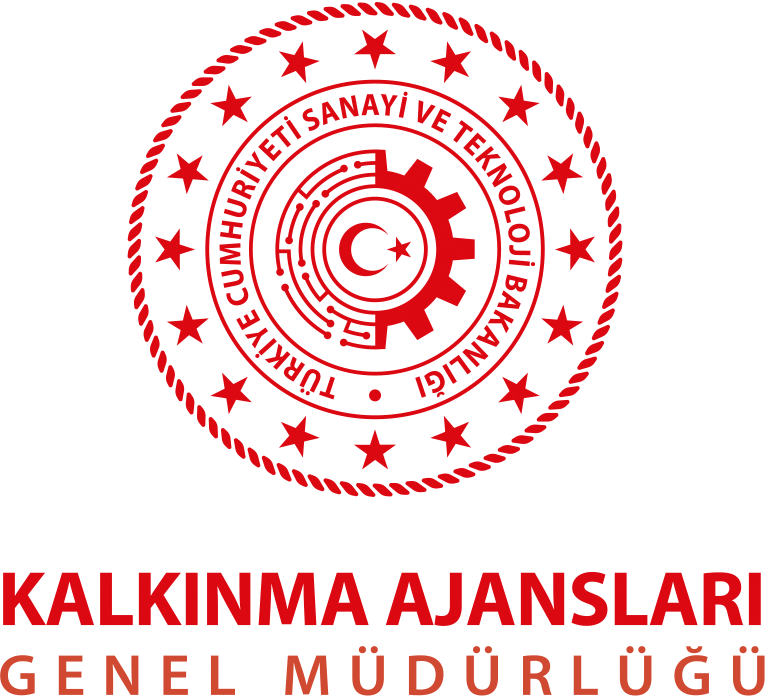 TÜRKİYE CUMHURİYETİ SANAYİ VE TEKNOLOJİ BAKANLIĞI
KALKINMA AJANSLARI
GENEL MÜDÜRLÜĞÜ